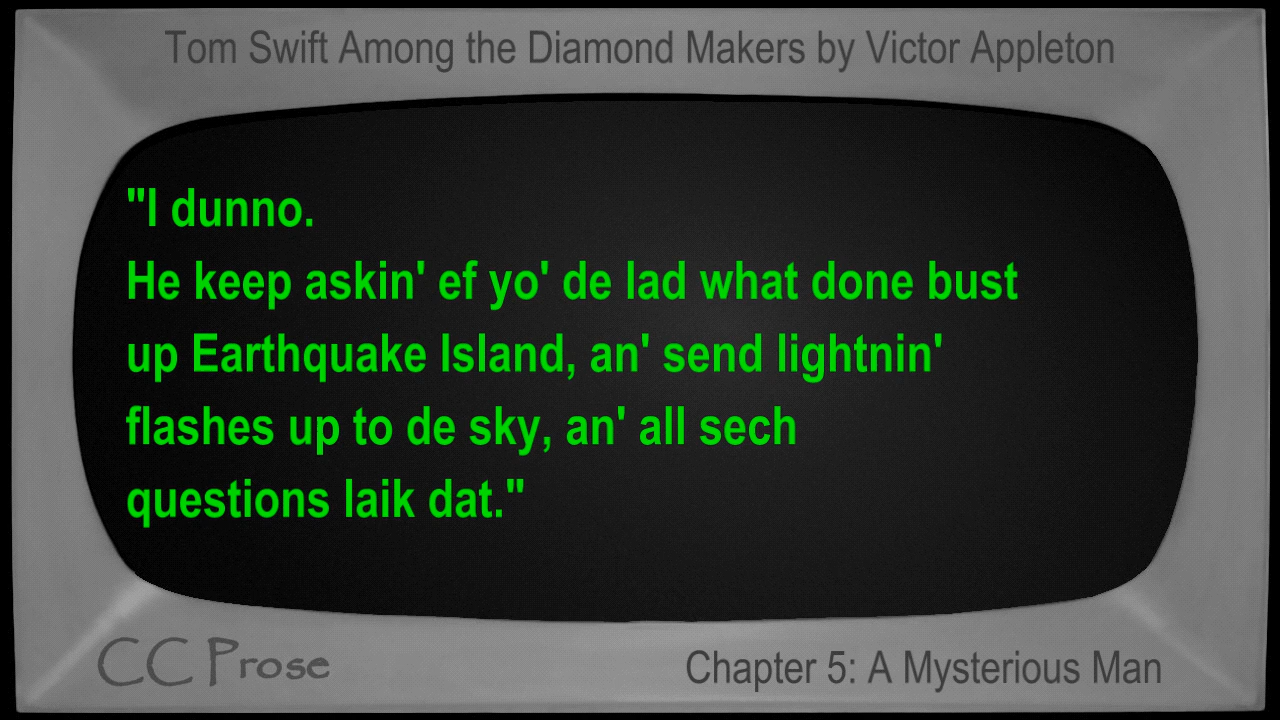 Tom Swift Among the Diamond Makers by Victor Appleton
"I dunno.
He keep askin' ef yo' de lad what done bust
up Earthquake Island, an' send lightnin'
flashes up to de sky, an' all sech
questions laik dat."
CC Prose
Chapter 5: A Mysterious Man